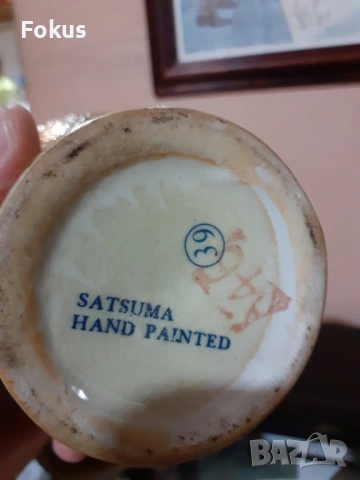 Fokus
39
SATSUMA
HAND PAINTED
BAZAR